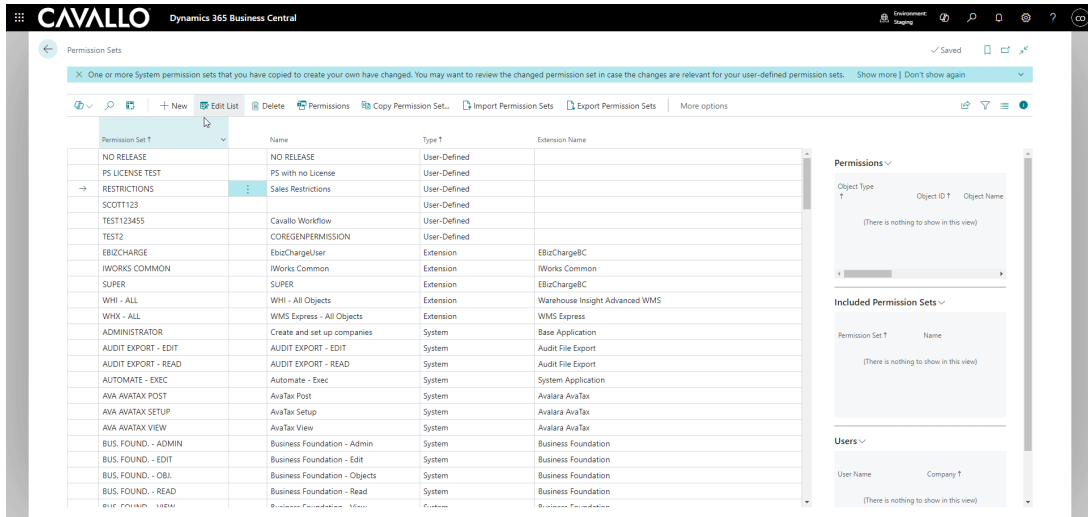 CAVALLO Dynamics 365 Business Central Environment: Staging ? CO
Permission Sets Saved
One or more System permission sets that you have copied to create your own have changed. You may want to review the changed permission set in case the changes are relevant for your user-defined permission sets. Show more | Don't show again
+ New Edit List Delete Permissions Copy Permission Set... Import Permission Sets Export Permission Sets More options
Permission Set ↑ Name Type ↑ Extension Name
NO RELEASE NO RELEASE User-Defined
PS LICENSE TEST PS with no License User-Defined
RESTRICTIONS Sales Restrictions User-Defined
SCOTT123 User-Defined
TEST123455 Cavallo Workflow User-Defined
TEST2 COREGENPERMISSION User-Defined
EBIZCHARGE EbizChargeUser Extension EBizChargeBC
IWORKS COMMON IWorks Common Extension IWorks Common
SUPER SUPER Extension EBizChargeBC
WHI - ALL WHI - All Objects Extension Warehouse Insight Advanced WMS
WHX - ALL WMS Express - All Objects Extension WMS Express
ADMINISTRATOR Create and set up companies System Base Application
AUDIT EXPORT - EDIT AUDIT EXPORT - EDIT System Audit File Export
AUDIT EXPORT - READ AUDIT EXPORT - READ System Audit File Export
AUTOMATE - EXEC Automate - Exec System System Application
AVA AVATAX POST AvaTax Post System Avalara AvaTax
AVA AVATAX SETUP AvaTax Setup System Avalara AvaTax
AVA AVATAX VIEW AvaTax View System Avalara AvaTax
BUS. FOUND. - ADMIN Business Foundation - Admin System Business Foundation
BUS. FOUND. - EDIT Business Foundation - Edit System Business Foundation
BUS. FOUND. - OBJ. Business Foundation - Objects System Business Foundation
BUS. FOUND. - READ Business Foundation - Read System Business Foundation
BUS. FOUND. - VIEW Business Foundation - View System Business Foundation
Permissions
Object Type ↑ Object ID ↑ Object Name
(There is nothing to show in this view)
Included Permission Sets
Permission Set ↑ Name
(There is nothing to show in this view)
Users
User Name Company ↑
(There is nothing to show in this view)